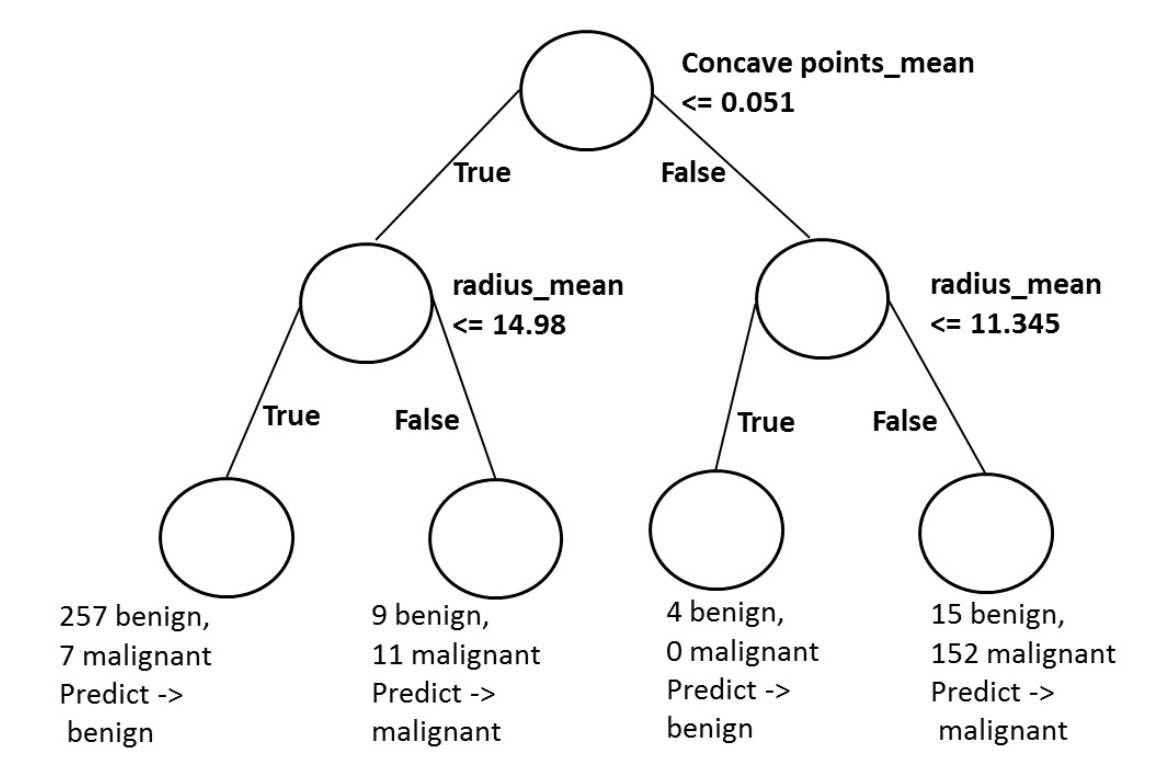 Concave points_mean
<= 0.051
True
False
radius_mean
<= 14.98
radius_mean
<= 11.345
True
False
True
False
257 benign,
7 malignant
Predict ->
benign
9 benign,
11 malignant
Predict ->
malignant
4 benign,
0 malignant
Predict ->
benign
15 benign,
152 malignant
Predict ->
malignant